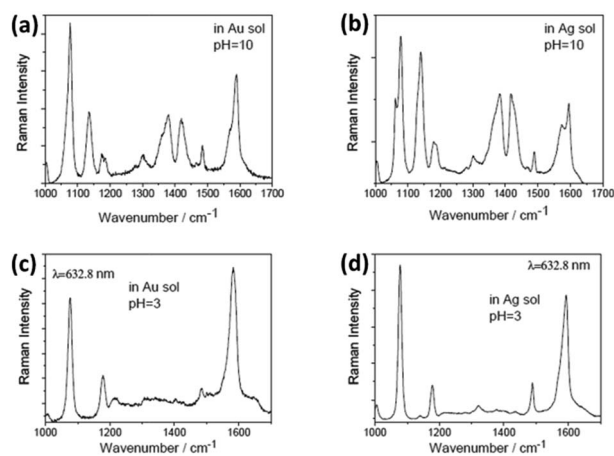 (a)
in Au sol
pH=10
Raman Intensity
1000 1100 1200 1300 1400 1500 1600 1700
Wavenumber / cm⁻¹
(b)
in Ag sol
pH=10
Raman Intensity
1000 1100 1200 1300 1400 1500 1600 1700
Wavenumber / cm⁻¹
(c)
λ=632.8 nm
in Au sol
pH=3
Raman Intensity
1000 1200 1400 1600
Wavenumber / cm⁻¹
(d)
λ=632.8 nm
in Ag sol
pH=3
Raman Intensity
1000 1200 1400 1600
Wavenumber / cm⁻¹